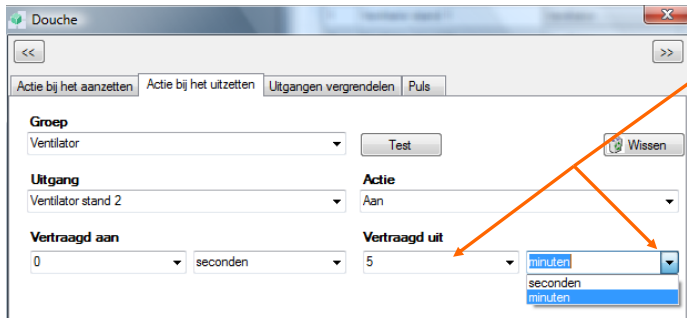 Douche
<< >>
Actie bij het aanzetten Actie bij het uitzetten Uitgangen vergrendelen Puls
Groep
Ventilator Test Wissen
Uitgang Actie
Ventilator stand 2 Aan
Vertraagd aan Vertraagd uit
0 seconden 5 minuten
seconden
minuten